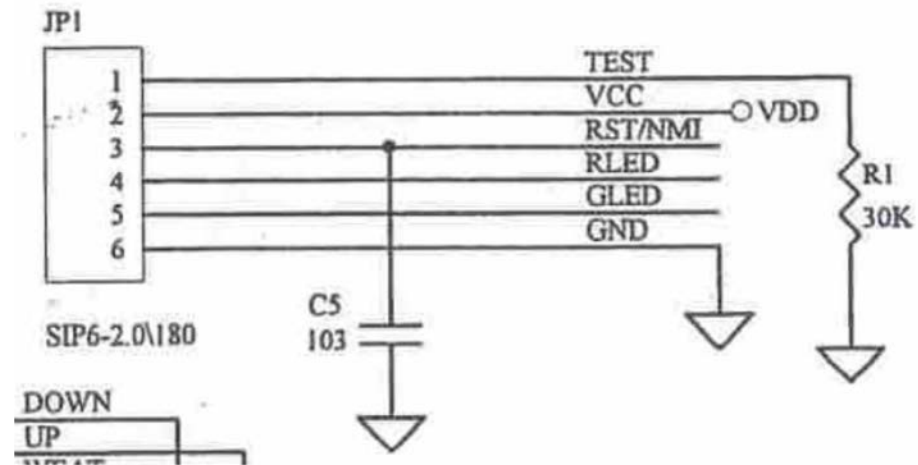 JP1
1 TEST
2 VCC VDD
3 RST/NMI
4 RLED
5 GLED
6 GND
R1
30K
C5
103
SIP6-2.0\180
DOWN
UP